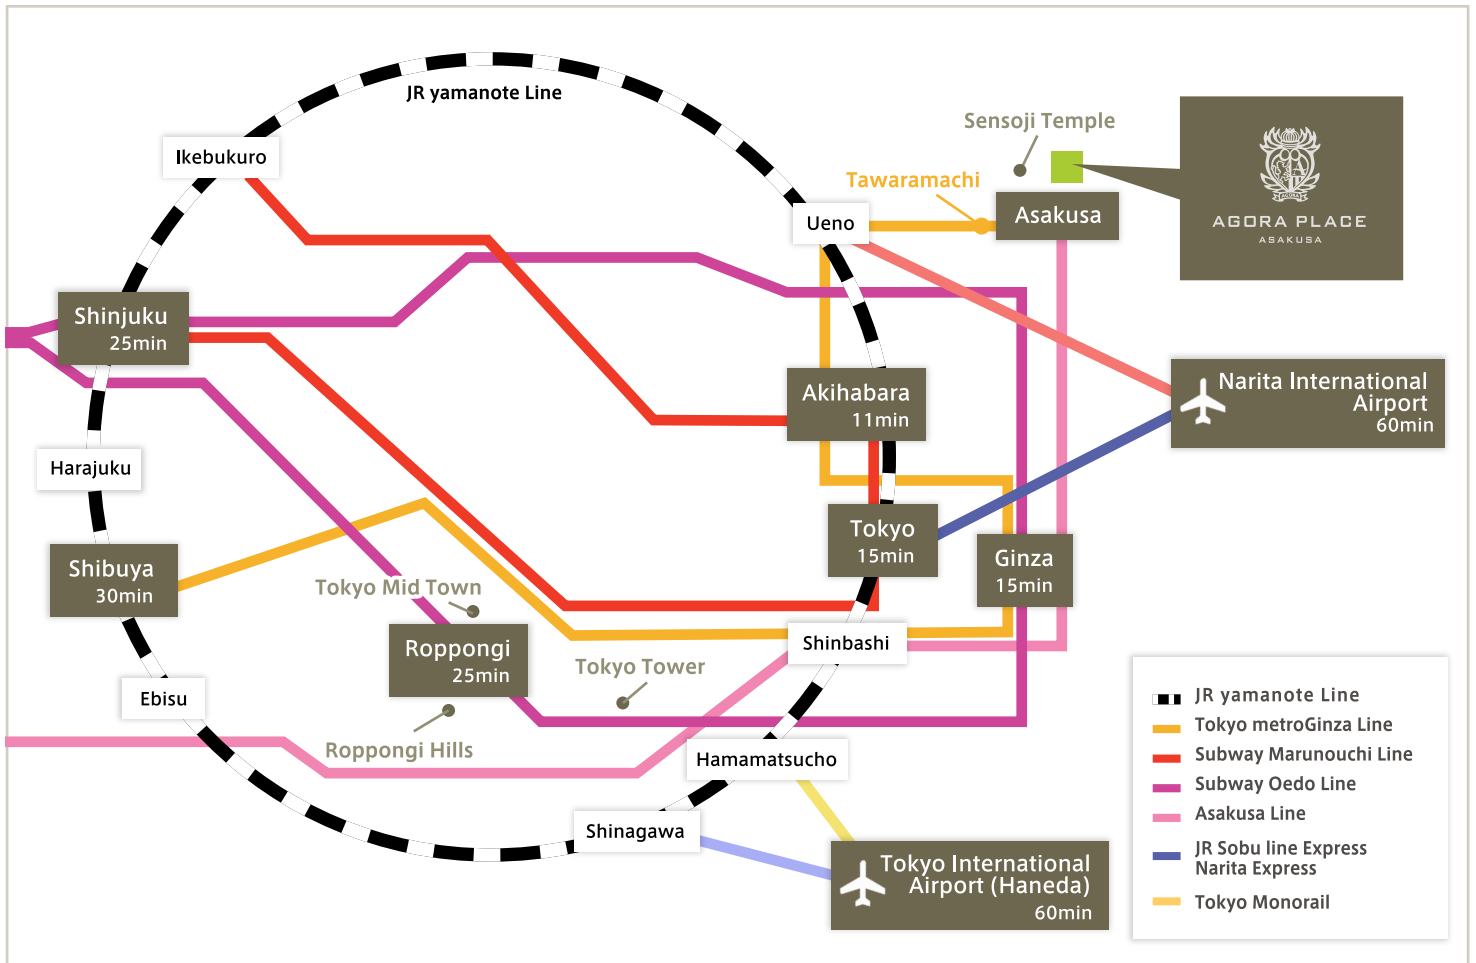 JR yamanote Line
Ikebukuro
Sensoji Temple
Tawaramachi
Ueno
Asakusa
AGORA PLACE
ASAKUSA
Shinjuku
25min
Akihabara
11min
Narita International
Airport
60min
Harajuku
Tokyo
15min
Ginza
15min
Shibuya
30min
Tokyo Mid Town
Roppongi
25min
Tokyo Tower
Shinbashi
Ebisu
Roppongi Hills
Hamamatsucho
Shinagawa
Tokyo International
Airport (Haneda)
60min
JR yamanote Line
Tokyo metroGinza Line
Subway Marunouchi Line
Subway Oedo Line
Asakusa Line
JR Sobu line Express
Narita Express
Tokyo Monorail